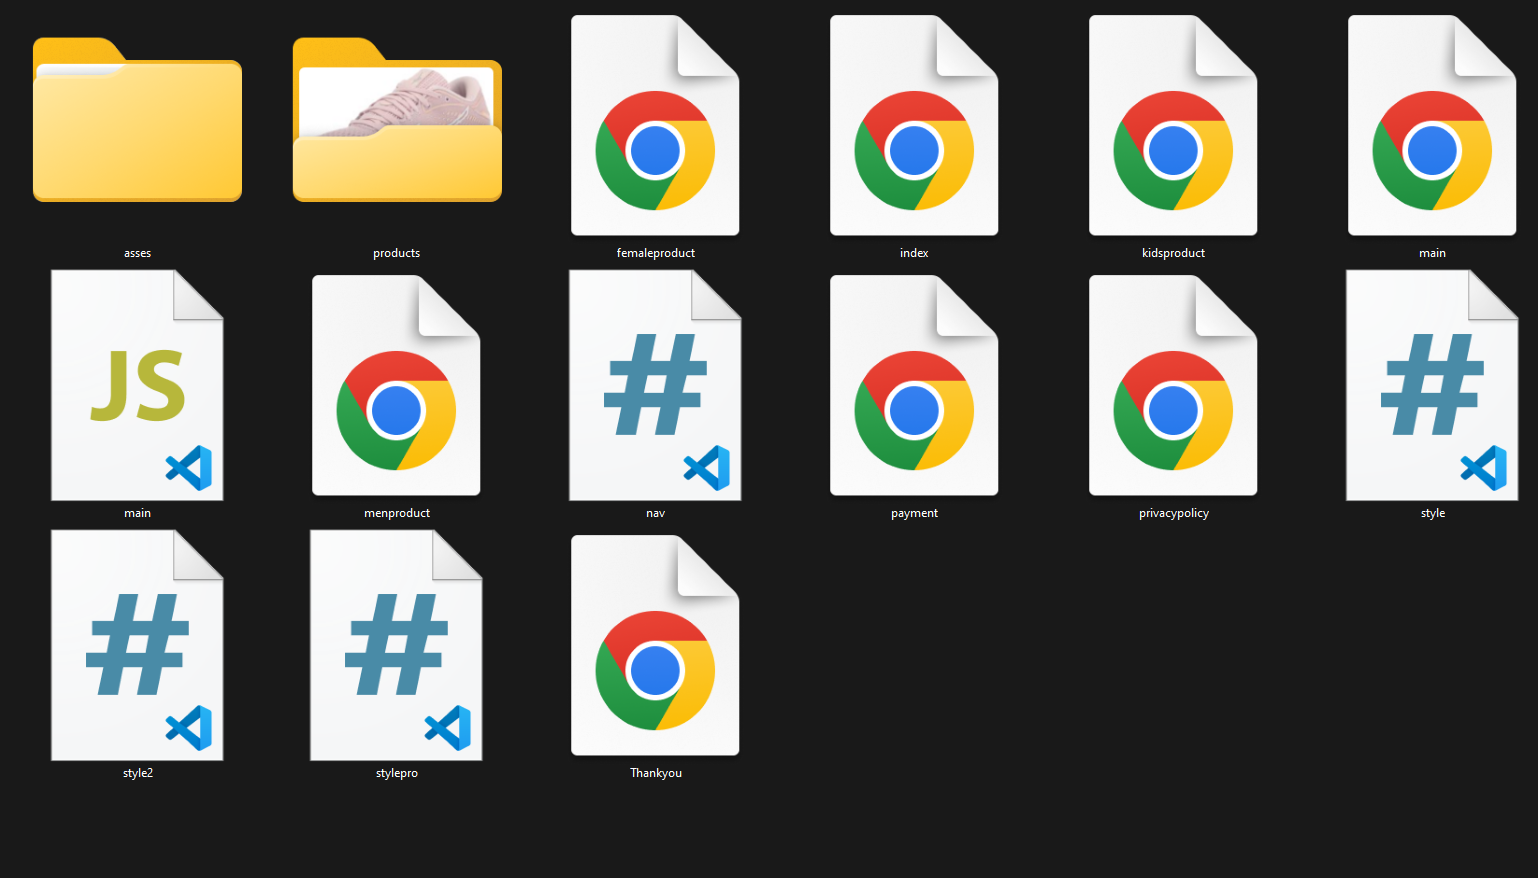 asses
products
femaleproduct
index
kidsproduct
main
JS
main
menproduct
#
nav
payment
privacypolicy
#
style
#
style2
#
stylepro
Thankyou